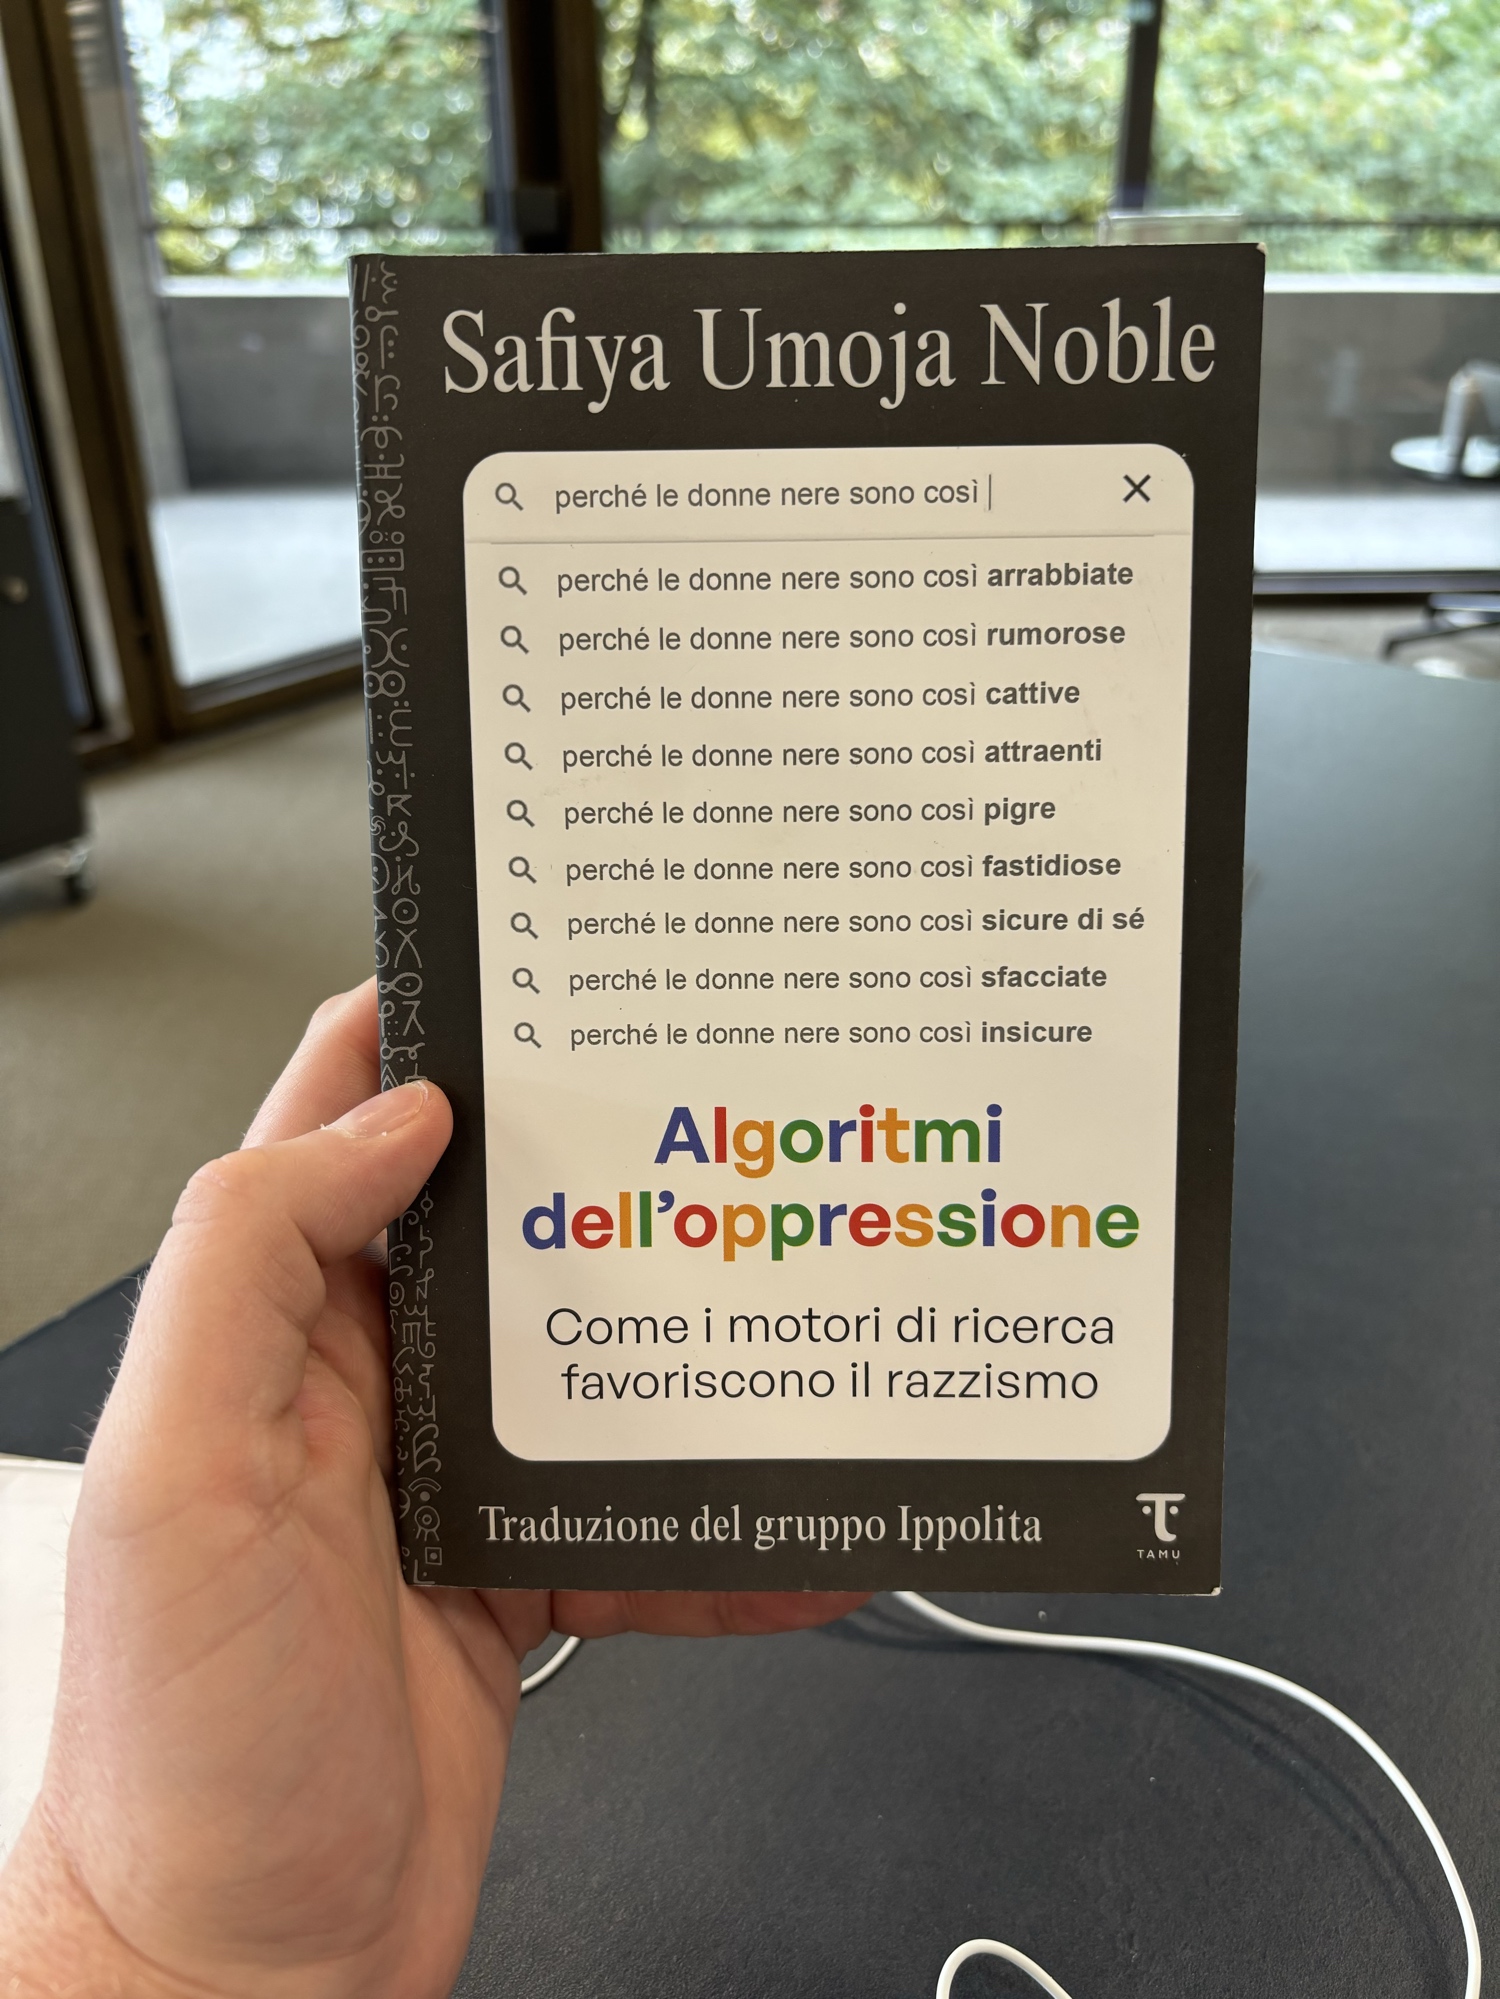 Safiya Umoja Noble
perché le donne nere sono così
perché le donne nere sono così arrabbiate
perché le donne nere sono così rumorose
perché le donne nere sono così cattive
perché le donne nere sono così attraenti
perché le donne nere sono così pigre
perché le donne nere sono così fastidiose
perché le donne nere sono così sicure di sé
perché le donne nere sono così sfacciate
perché le donne nere sono così insicure
Algoritmi
dell’oppressione
Come i motori di ricerca
favoriscono il razzismo
Traduzione del gruppo Ippolita
TAMU